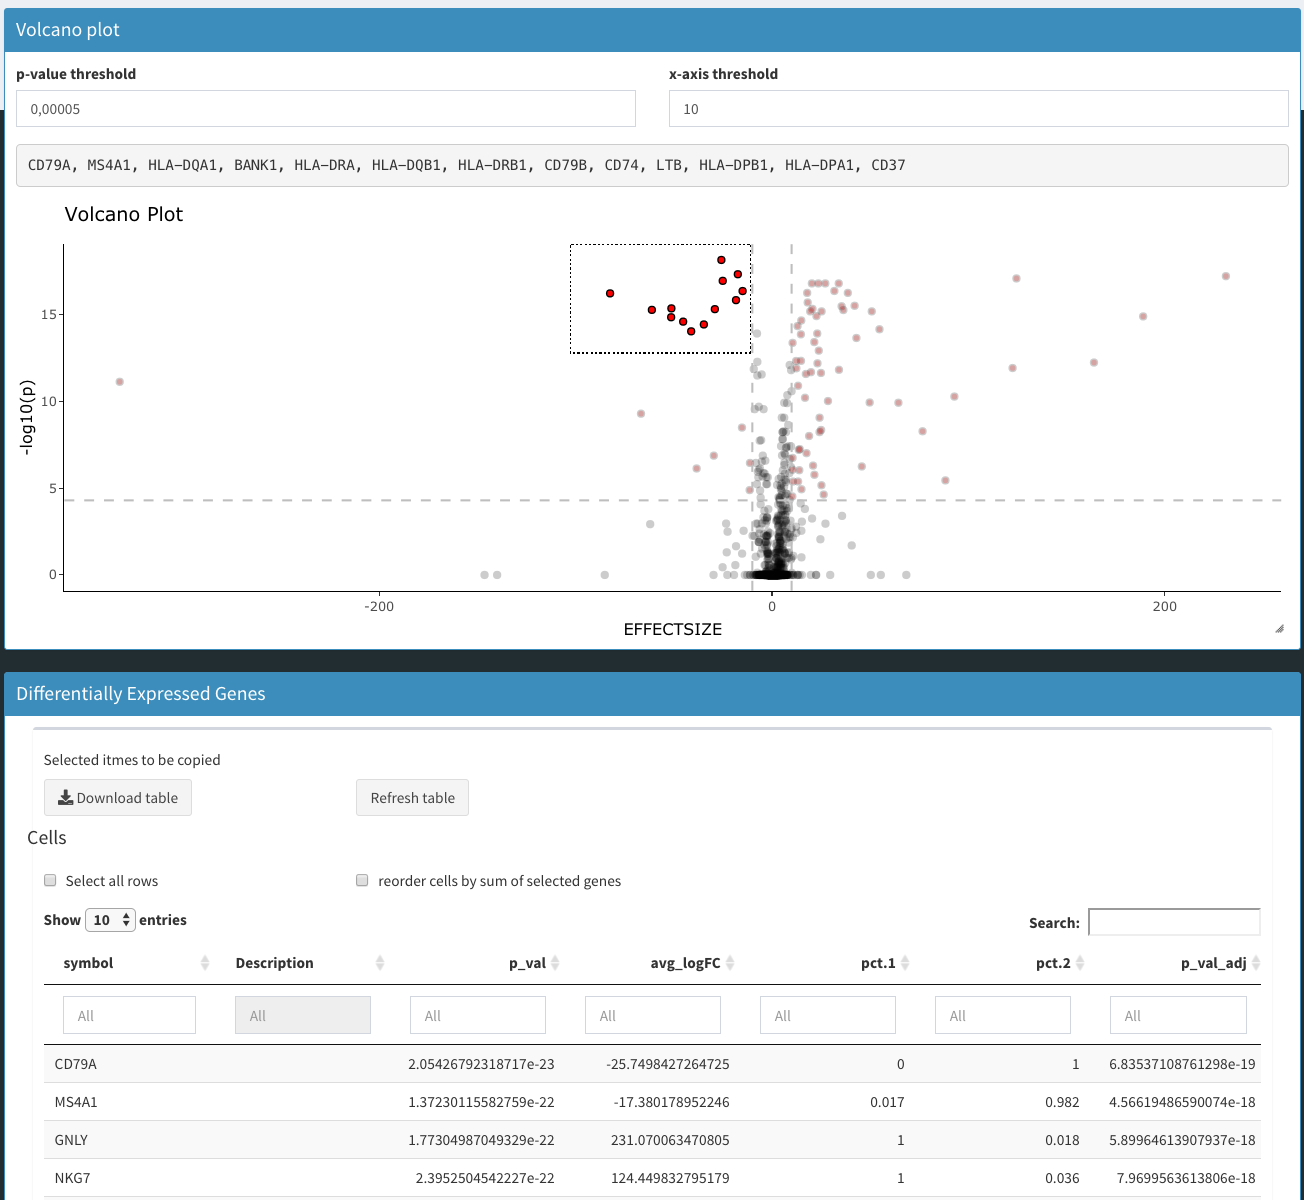 Volcano plot
p-value threshold
x-axis threshold
0,00005
10
CD79A, MS4A1, HLA-DQA1, BANK1, HLA-DRA, HLA-DQB1, HLA-DRB1, CD79B, CD74, LTB, HLA-DPB1, HLA-DPA1, CD37
Volcano Plot
15
10
5
0
-log10(p)
-200
0
200
EFFECTSIZE
Differentially Expressed Genes
Selected itmes to be copied
Download table
Refresh table
Cells
Select all rows
reorder cells by sum of selected genes
Show 10 entries
Search:
symbol Description p_val avg_logFC pct.1 pct.2 p_val_adj
All All All All All All All
CD79A 2.05426792318717e-23 -25.7498427264725 0 1 6.83537108761298e-19
MS4A1 1.37230115582759e-22 -17.380178952246 0.017 0.982 4.56619486590074e-18
GNLY 1.77304987049329e-22 231.070063470805 1 0.018 5.89964613907937e-18
NKG7 2.3952504542227e-22 124.449832795179 1 0.036 7.9699563613806e-18